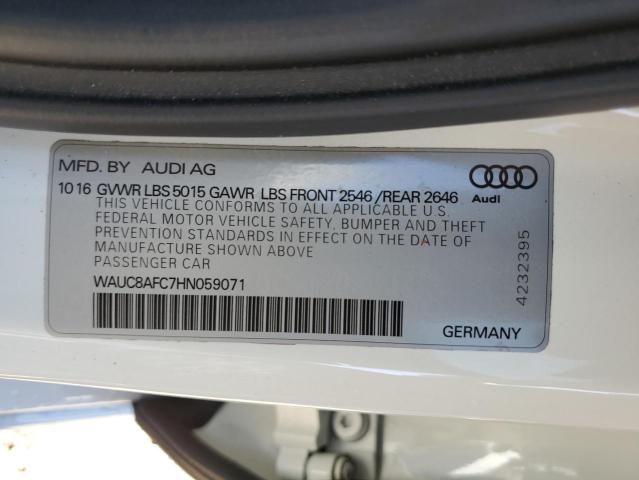 MFD. BY AUDI AG
10 16 GVWR LBS 5015 GAWR LBS FRONT 2546 /REAR 2646
Audi
THIS VEHICLE CONFORMS TO ALL APPLICABLE U.S.
FEDERAL MOTOR VEHICLE SAFETY, BUMPER AND THEFT
PREVENTION STANDARDS IN EFFECT ON THE DATE OF
MANUFACTURE SHOWN ABOVE
PASSENGER CAR
WAUC8AFC7HN059071
GERMANY
4232395